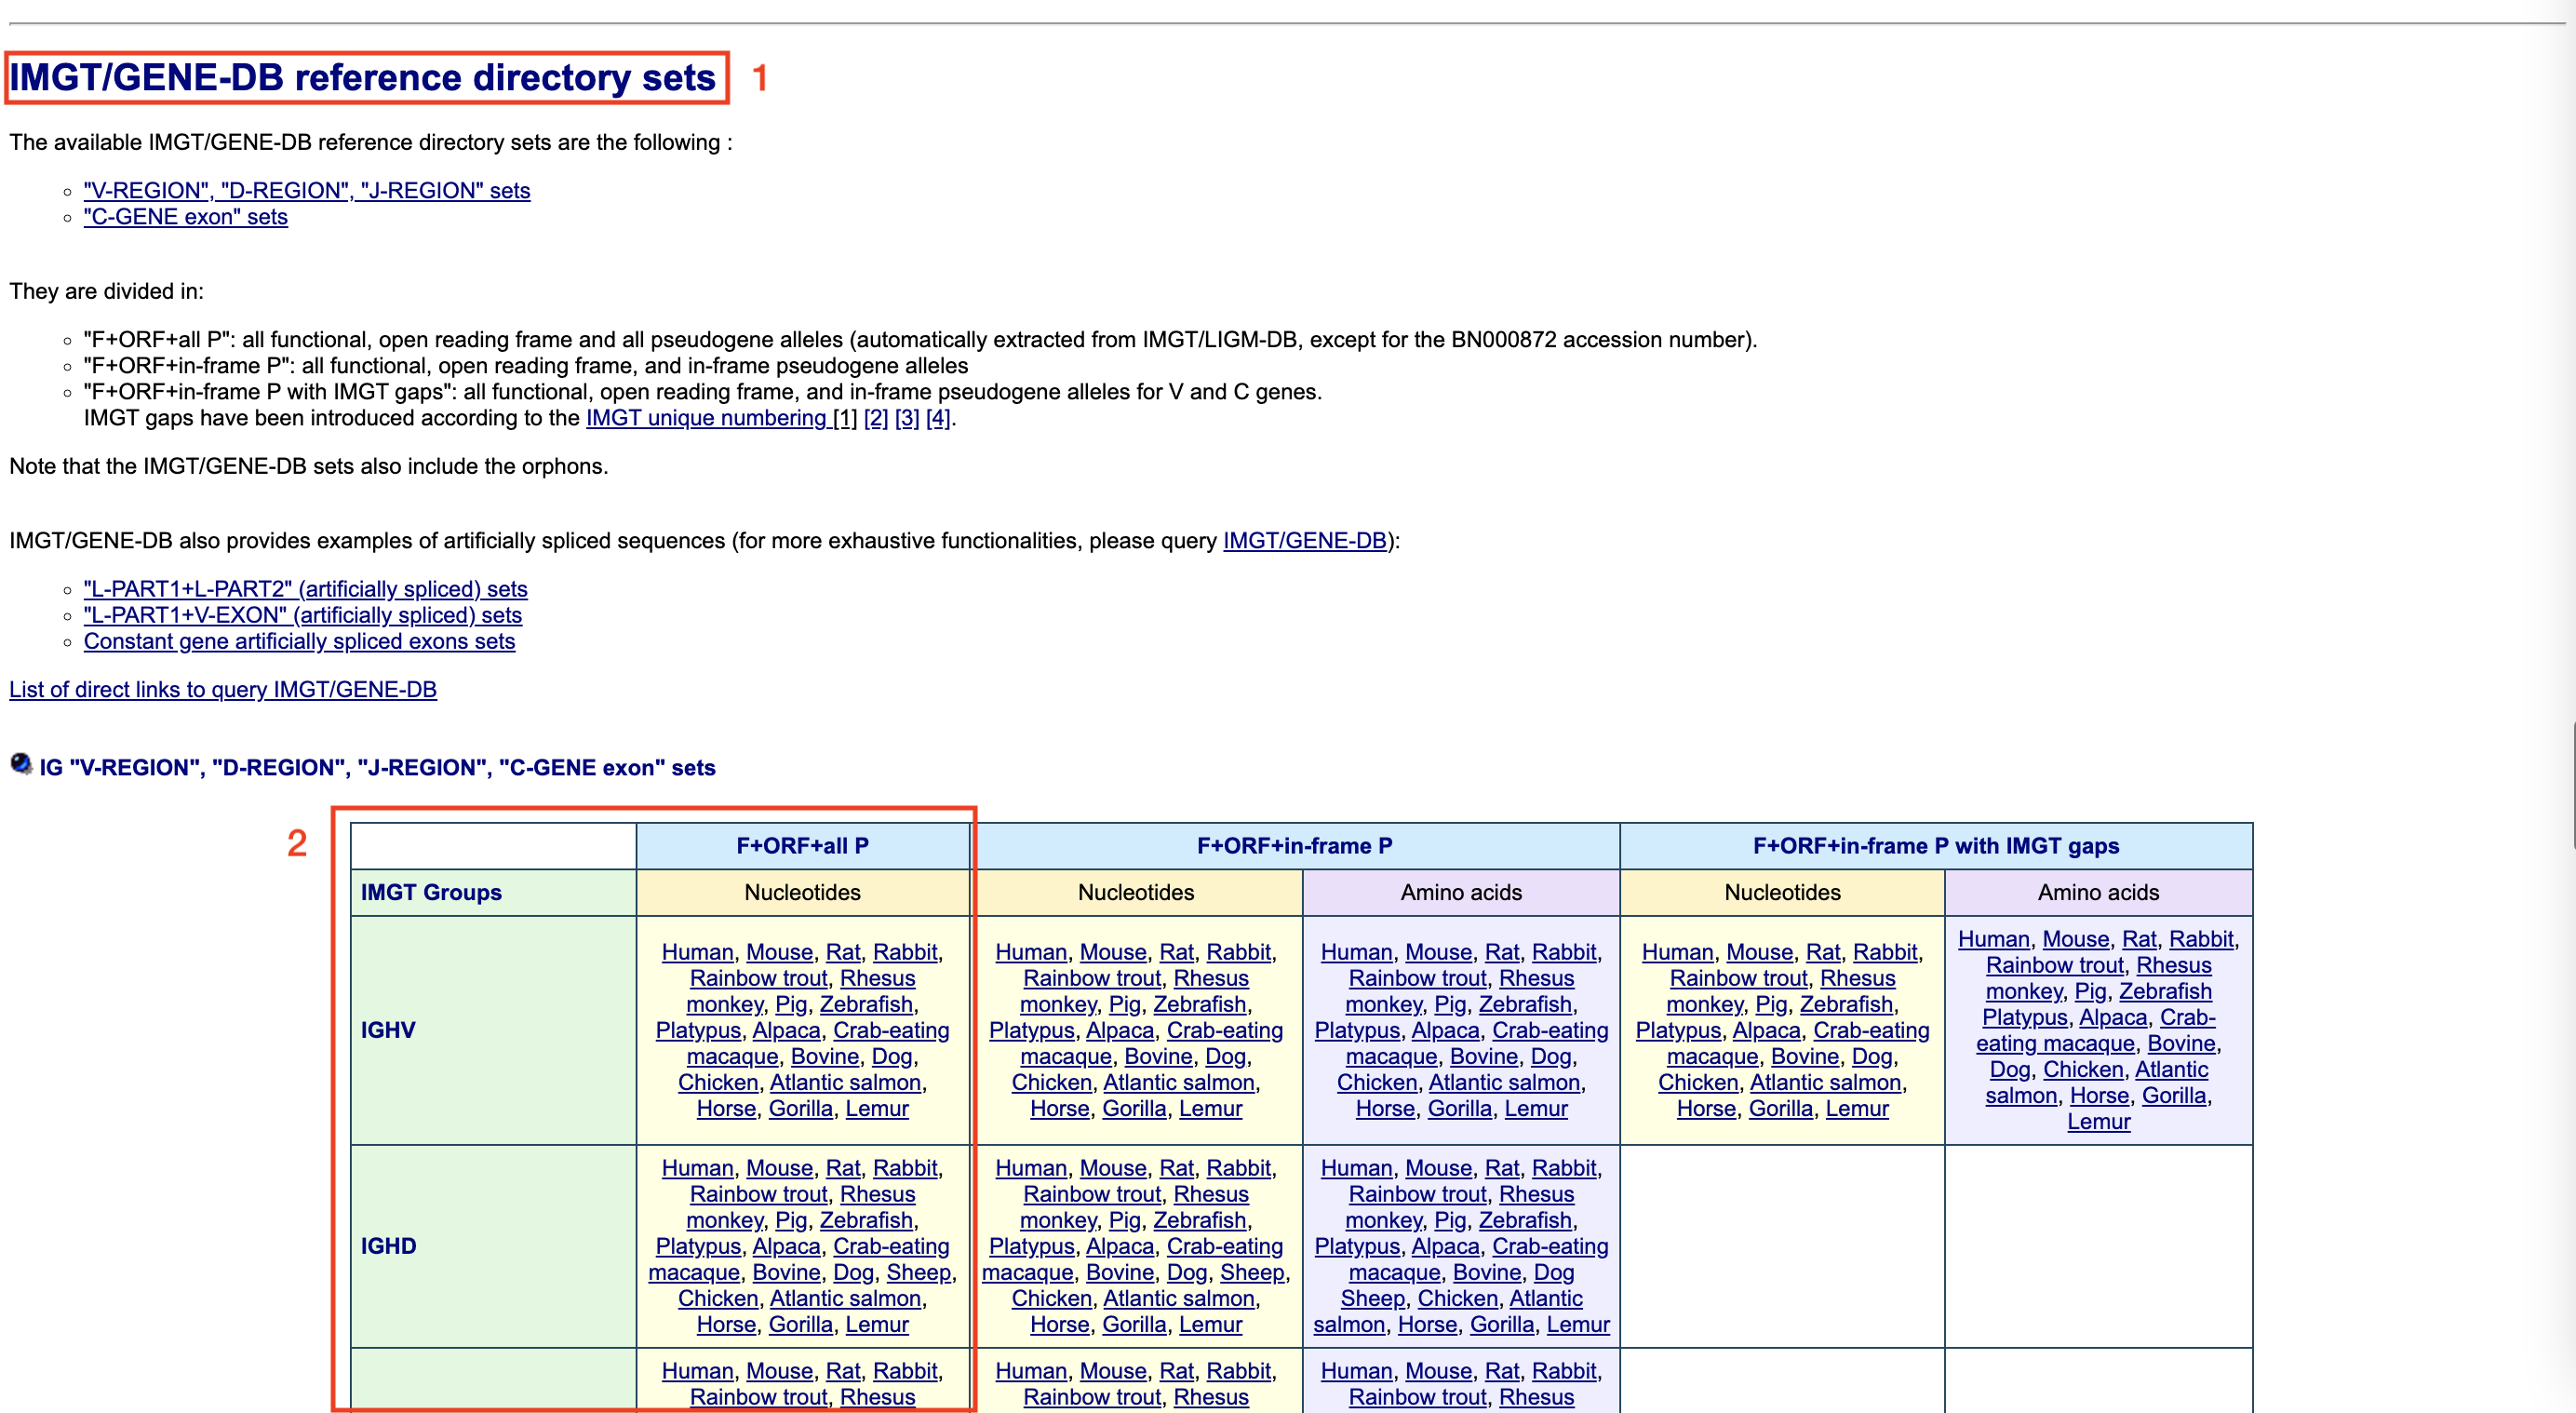 IMGT/GENE-DB reference directory sets 1
The available IMGT/GENE-DB reference directory sets are the following :
"V-REGION", "D-REGION", "J-REGION" sets
"C-GENE exon" sets
They are divided in:
"F+ORF+all P": all functional, open reading frame and all pseudogene alleles (automatically extracted from IMGT/LIGM-DB, except for the BN000872 accession number).
"F+ORF+in-frame P": all functional, open reading frame, and in-frame pseudogene alleles
"F+ORF+in-frame P with IMGT gaps": all functional, open reading frame, and in-frame pseudogene alleles for V and C genes.
IMGT gaps have been introduced according to the IMGT unique numbering [1] [2] [3] [4].
Note that the IMGT/GENE-DB sets also include the orphons.
IMGT/GENE-DB also provides examples of artificially spliced sequences (for more exhaustive functionalities, please query IMGT/GENE-DB):
"L-PART1+L-PART2" (artificially spliced) sets
"L-PART1+V-EXON" (artificially spliced) sets
Constant gene artificially spliced exons sets
List of direct links to query IMGT/GENE-DB
IG "V-REGION", "D-REGION", "J-REGION", "C-GENE exon" sets
2
F+ORF+all P
F+ORF+in-frame P
F+ORF+in-frame P with IMGT gaps
IMGT Groups
Nucleotides
Nucleotides
Amino acids
Nucleotides
Amino acids
IGHV
Human, Mouse, Rat, Rabbit,
Rainbow trout, Rhesus
monkey, Pig, Zebrafish,
Platypus, Alpaca, Crab-eating
macaque, Bovine, Dog,
Chicken, Atlantic salmon,
Horse, Gorilla, Lemur
Human, Mouse, Rat, Rabbit,
Rainbow trout, Rhesus
monkey, Pig, Zebrafish,
Platypus, Alpaca, Crab-eating
macaque, Bovine, Dog,
Chicken, Atlantic salmon,
Horse, Gorilla, Lemur
Human, Mouse, Rat, Rabbit,
Rainbow trout, Rhesus
monkey, Pig, Zebrafish,
Platypus, Alpaca, Crab-eating
macaque, Bovine, Dog,
Chicken, Atlantic salmon,
Horse, Gorilla, Lemur
Human, Mouse, Rat, Rabbit,
Rainbow trout, Rhesus
monkey, Pig, Zebrafish,
Platypus, Alpaca, Crab-eating
macaque, Bovine, Dog,
Chicken, Atlantic salmon,
Horse, Gorilla, Lemur
Human, Mouse, Rat, Rabbit,
Rainbow trout, Rhesus
monkey, Pig, Zebrafish
Platypus, Alpaca, Crab-
eating macaque, Bovine,
Dog, Chicken, Atlantic
salmon, Horse, Gorilla,
Lemur
IGHD
Human, Mouse, Rat, Rabbit,
Rainbow trout, Rhesus
monkey, Pig, Zebrafish,
Platypus, Alpaca, Crab-eating
macaque, Bovine, Dog, Sheep,
Chicken, Atlantic salmon,
Horse, Gorilla, Lemur
Human, Mouse, Rat, Rabbit,
Rainbow trout, Rhesus
monkey, Pig, Zebrafish,
Platypus, Alpaca, Crab-eating
macaque, Bovine, Dog, Sheep,
Chicken, Atlantic salmon,
Horse, Gorilla, Lemur
Human, Mouse, Rat, Rabbit,
Rainbow trout, Rhesus
monkey, Pig, Zebrafish,
Platypus, Alpaca, Crab-eating
macaque, Bovine, Dog
Sheep, Chicken, Atlantic
salmon, Horse, Gorilla, Lemur
Human, Mouse, Rat, Rabbit,
Rainbow trout, Rhesus
Human, Mouse, Rat, Rabbit,
Rainbow trout, Rhesus
Human, Mouse, Rat, Rabbit,
Rainbow trout, Rhesus